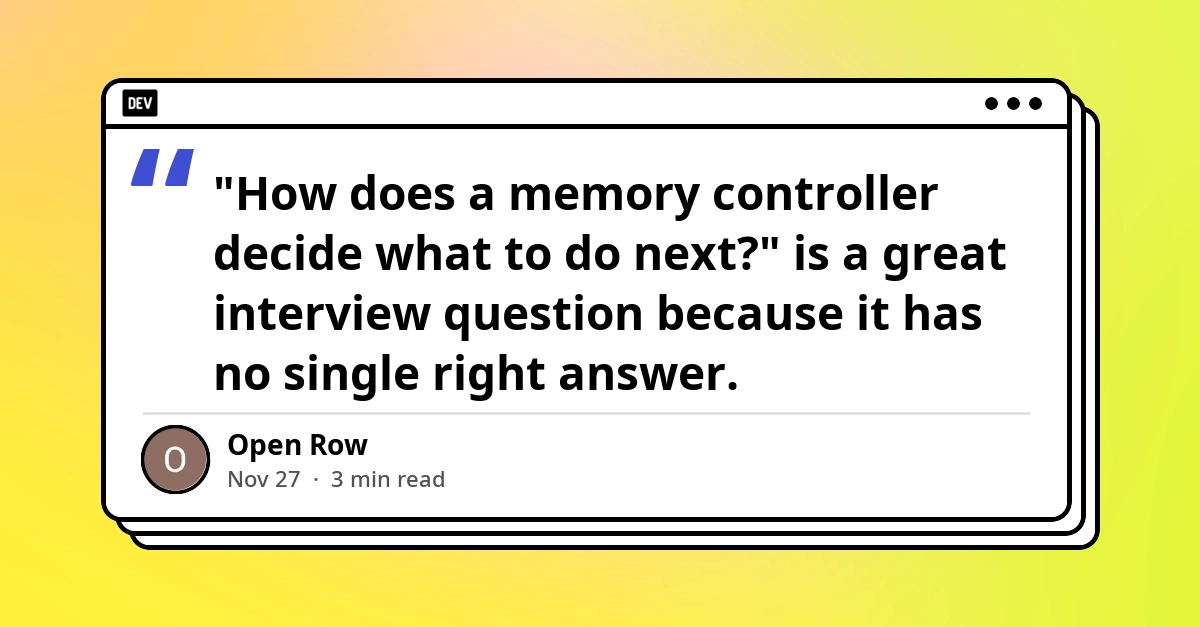 DEV
"How does a memory controller
decide what to do next?" is a great
interview question because it has
no single right answer.
O
Open Row
Nov 27 · 3 min read